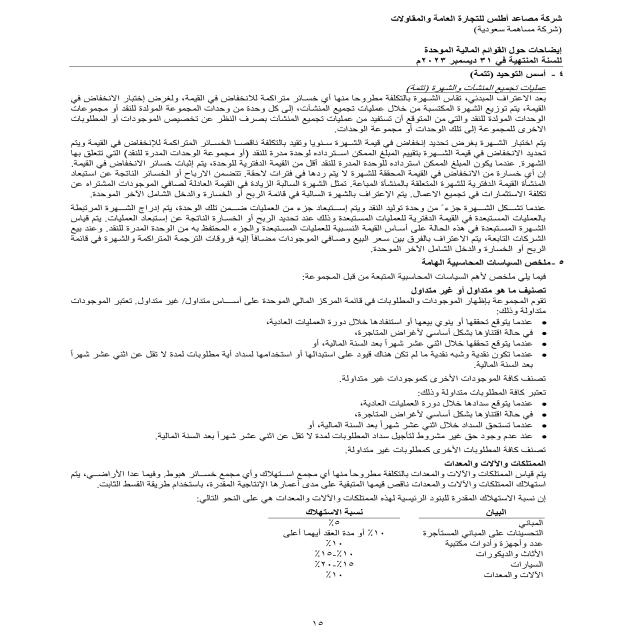 شركة مصاعد أطلس للتجارة العامة والمقاولات
(شركة مساهمة سعودية)
إيضاحات حول القوائم المالية الموحدة
للسنة المنتهية في ٣١ ديسمبر ٢٠٢٣م
٤ - أسس التوحيد (تتمة)
عمليات تجميع المنشآت والشهرة (تتمة)
بعد الاعتراف المبدئي، تقاس الشهرة بالتكلفة مطروحا منها أي خسائر متراكمة للانخفاض في القيمة، ولغرض إختبار الانخفاض في
القيمة، يتم توزيع الشهرة المكتسبة من خلال عمليات تجميع المنشات، إلى كل وحدة من وحدات المجموعة المولدة للنقد أو مجموعات
الوحدات المولدة للنقد والتي من المتوقع أن تستفيد من عمليات تجميع المنشات بصرف النظر عن تخصيص الموجودات أو المطلوبات
الاخرى للمجموعة إلى تلك الوحدات أو مجموعة الوحدات.
يتم اختبار الشهرة بغرض تحديد إنخفاض في قيمة الشهرة سنويا وتقيد بالتكلفة ناقصا الخسائر المتراكمة للإنخفاض في القيمة ويتم
تحديد الانخفاض في قيمة الشهرة بتقييم المبلغ الممكن استرداده لوحدة مدرة للنقد (أو مجموعة الوحدات المدرة للنقد) التي تتعلق بها
الشهرة. عندما يكون المبلغ الممكن استرداده للوحدة المدرة للنقد أقل من القيمة الدفترية للوحدة، يتم إثبات خسائر الانخفاض في القيمة.
إن أي خسارة من الانخفاض في القيمة المحققة للشهرة لا يتم ردها في فترات لاحقة. تتضمن الارباح أو الخسائر الناتجة عن استبعاد
المنشأة القيمة الدفترية للشهرة المتعلقة بالمنشأة المباعة. تمثل الشهرة السالبة الزيادة في القيمة العادلة لصافي الموجودات المشتراه عن
تكلفة الاستثمارات في تجميع الاعمال. يتم الإعتراف بالشهرة السالبة في قائمة الربح أو الخسارة والدخل الشامل الآخر الموحدة.
عندما تشكل الشهرة جزء من وحدة توليد النقد ويتم إستبعاد جزء من العمليات ضمن تلك الوحدة، يتم إدراج الشهرة المرتبطة
بالعمليات المستبعدة في القيمة الدفترية للعمليات المستبعدة وذلك عند تحديد الربح أو الخسارة الناتجة عن إستبعاد العمليات. يتم قياس
الشهرة المستبعدة في هذه الحالة على أساس القيمة النسبية للعمليات المستبعدة والجزء المحتفظ به من الوحدة المدرة للنقد. وعند بيع
الشركات التابعة، يتم الاعتراف بالفرق بين سعر البيع وصافي الموجودات مضافاً إليه فروقات الترجمة المتراكمة والشهرة في قائمة
الربح أو الخسارة والدخل الشامل الآخر الموحدة.
٥ - ملخص السياسات المحاسبية الهامة
فيما يلي ملخص لأهم السياسات المحاسبية المتبعة من قبل المجموعة:
تصنيف ما هو متداول أو غير متداول
تقوم المجموعة بإظهار الموجودات والمطلوبات في قائمة المركز المالي الموحدة على أساس متداول/ غير متداول. تعتبر الموجودات
متداولة وذلك:
• عندما يتوقع تحققها أو ينوي بيعها أو استنفادها خلال دورة العمليات العادية،
• في حالة اقتناؤها بشكل أساسي لأغراض المتاجرة،
• عندما يتوقع تحققها خلال اثني عشر شهراً بعد السنة المالية، أو
• عندما تكون نقدية وشبه نقدية ما لم تكن هناك قيود على استبدالها أو استخدامها لسداد أية مطلوبات لمدة لا تقل عن اثني عشر شهراً
بعد السنة المالية.
تصنف كافة الموجودات الأخرى كموجودات غير متداولة.
تعتبر كافة المطلوبات متداولة وذلك:
• عندما يتوقع سدادها خلال دورة العمليات العادية،
• في حالة اقتناؤها بشكل أساسي لأغراض المتاجرة،
• عندما تستحق السداد خلال اثني عشر شهراً بعد السنة المالية، أو
• عند عدم وجود حق غير مشروط لتأجيل سداد المطلوبات لمدة لا تقل عن اثني عشر شهراً بعد السنة المالية.
تصنف كافة المطلوبات الأخرى كمطلوبات غير متداولة.
الممتلكات والآلات والمعدات
يتم قياس الممتلكات والآلات والمعدات بالتكلفة مطروحاً منها أي مجمع استهلاك وأي مجمع خسائر هبوط. وفيما عدا الأراضي، يتم
استهلاك الممتلكات والآلات والمعدات ناقص قيمها المتبقية على مدى أعمارها الإنتاجية المقدرة، باستخدام طريقة القسط الثابت.
إن نسبة الاستهلاك المقدرة للبنود الرئيسية لهذه الممتلكات والآلات والمعدات هي على النحو التالي:
البيان نسبة الاستهلاك
المباني ٥٪
التحسينات على المباني المستأجرة ١٠٪ أو مدة العقد أيهما أعلى
عدد وأجهزة وأدوات مكتبية ١٠٪
الأثاث والديكورات ١٠٪-١٥٪
السيارات ١٥٪-٢٠٪
الآلات والمعدات ١٠٪
١٥